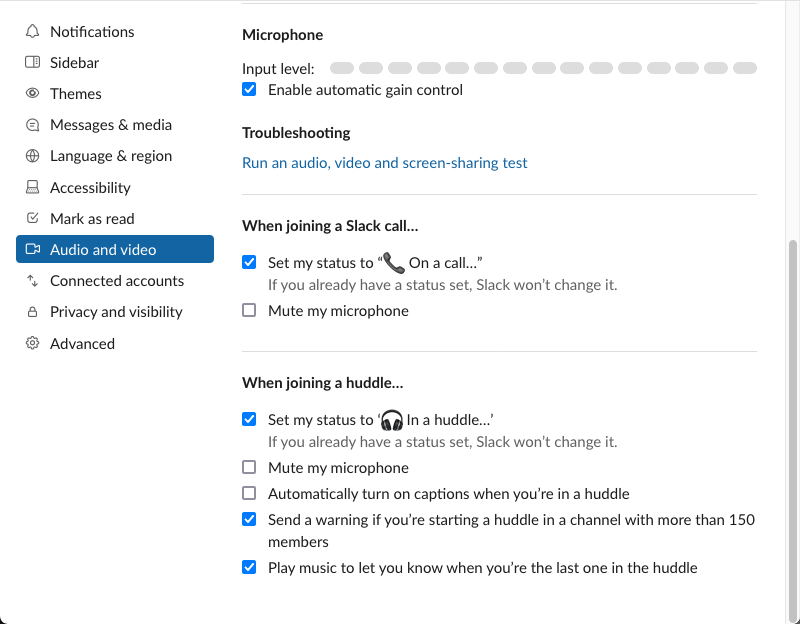 Notifications
Sidebar
Themes
Messages & media
Language & region
Accessibility
Mark as read
Audio and video
Connected accounts
Privacy and visibility
Advanced
Microphone
Input level:
Enable automatic gain control
Troubleshooting
Run an audio, video and screen-sharing test
When joining a Slack call…
Set my status to “📞 On a call…”
If you already have a status set, Slack won’t change it.
Mute my microphone
When joining a huddle…
Set my status to ‘🎧 In a huddle…’
If you already have a status set, Slack won’t change it.
Mute my microphone
Automatically turn on captions when you’re in a huddle
Send a warning if you’re starting a huddle in a channel with more than 150
members
Play music to let you know when you’re the last one in the huddle